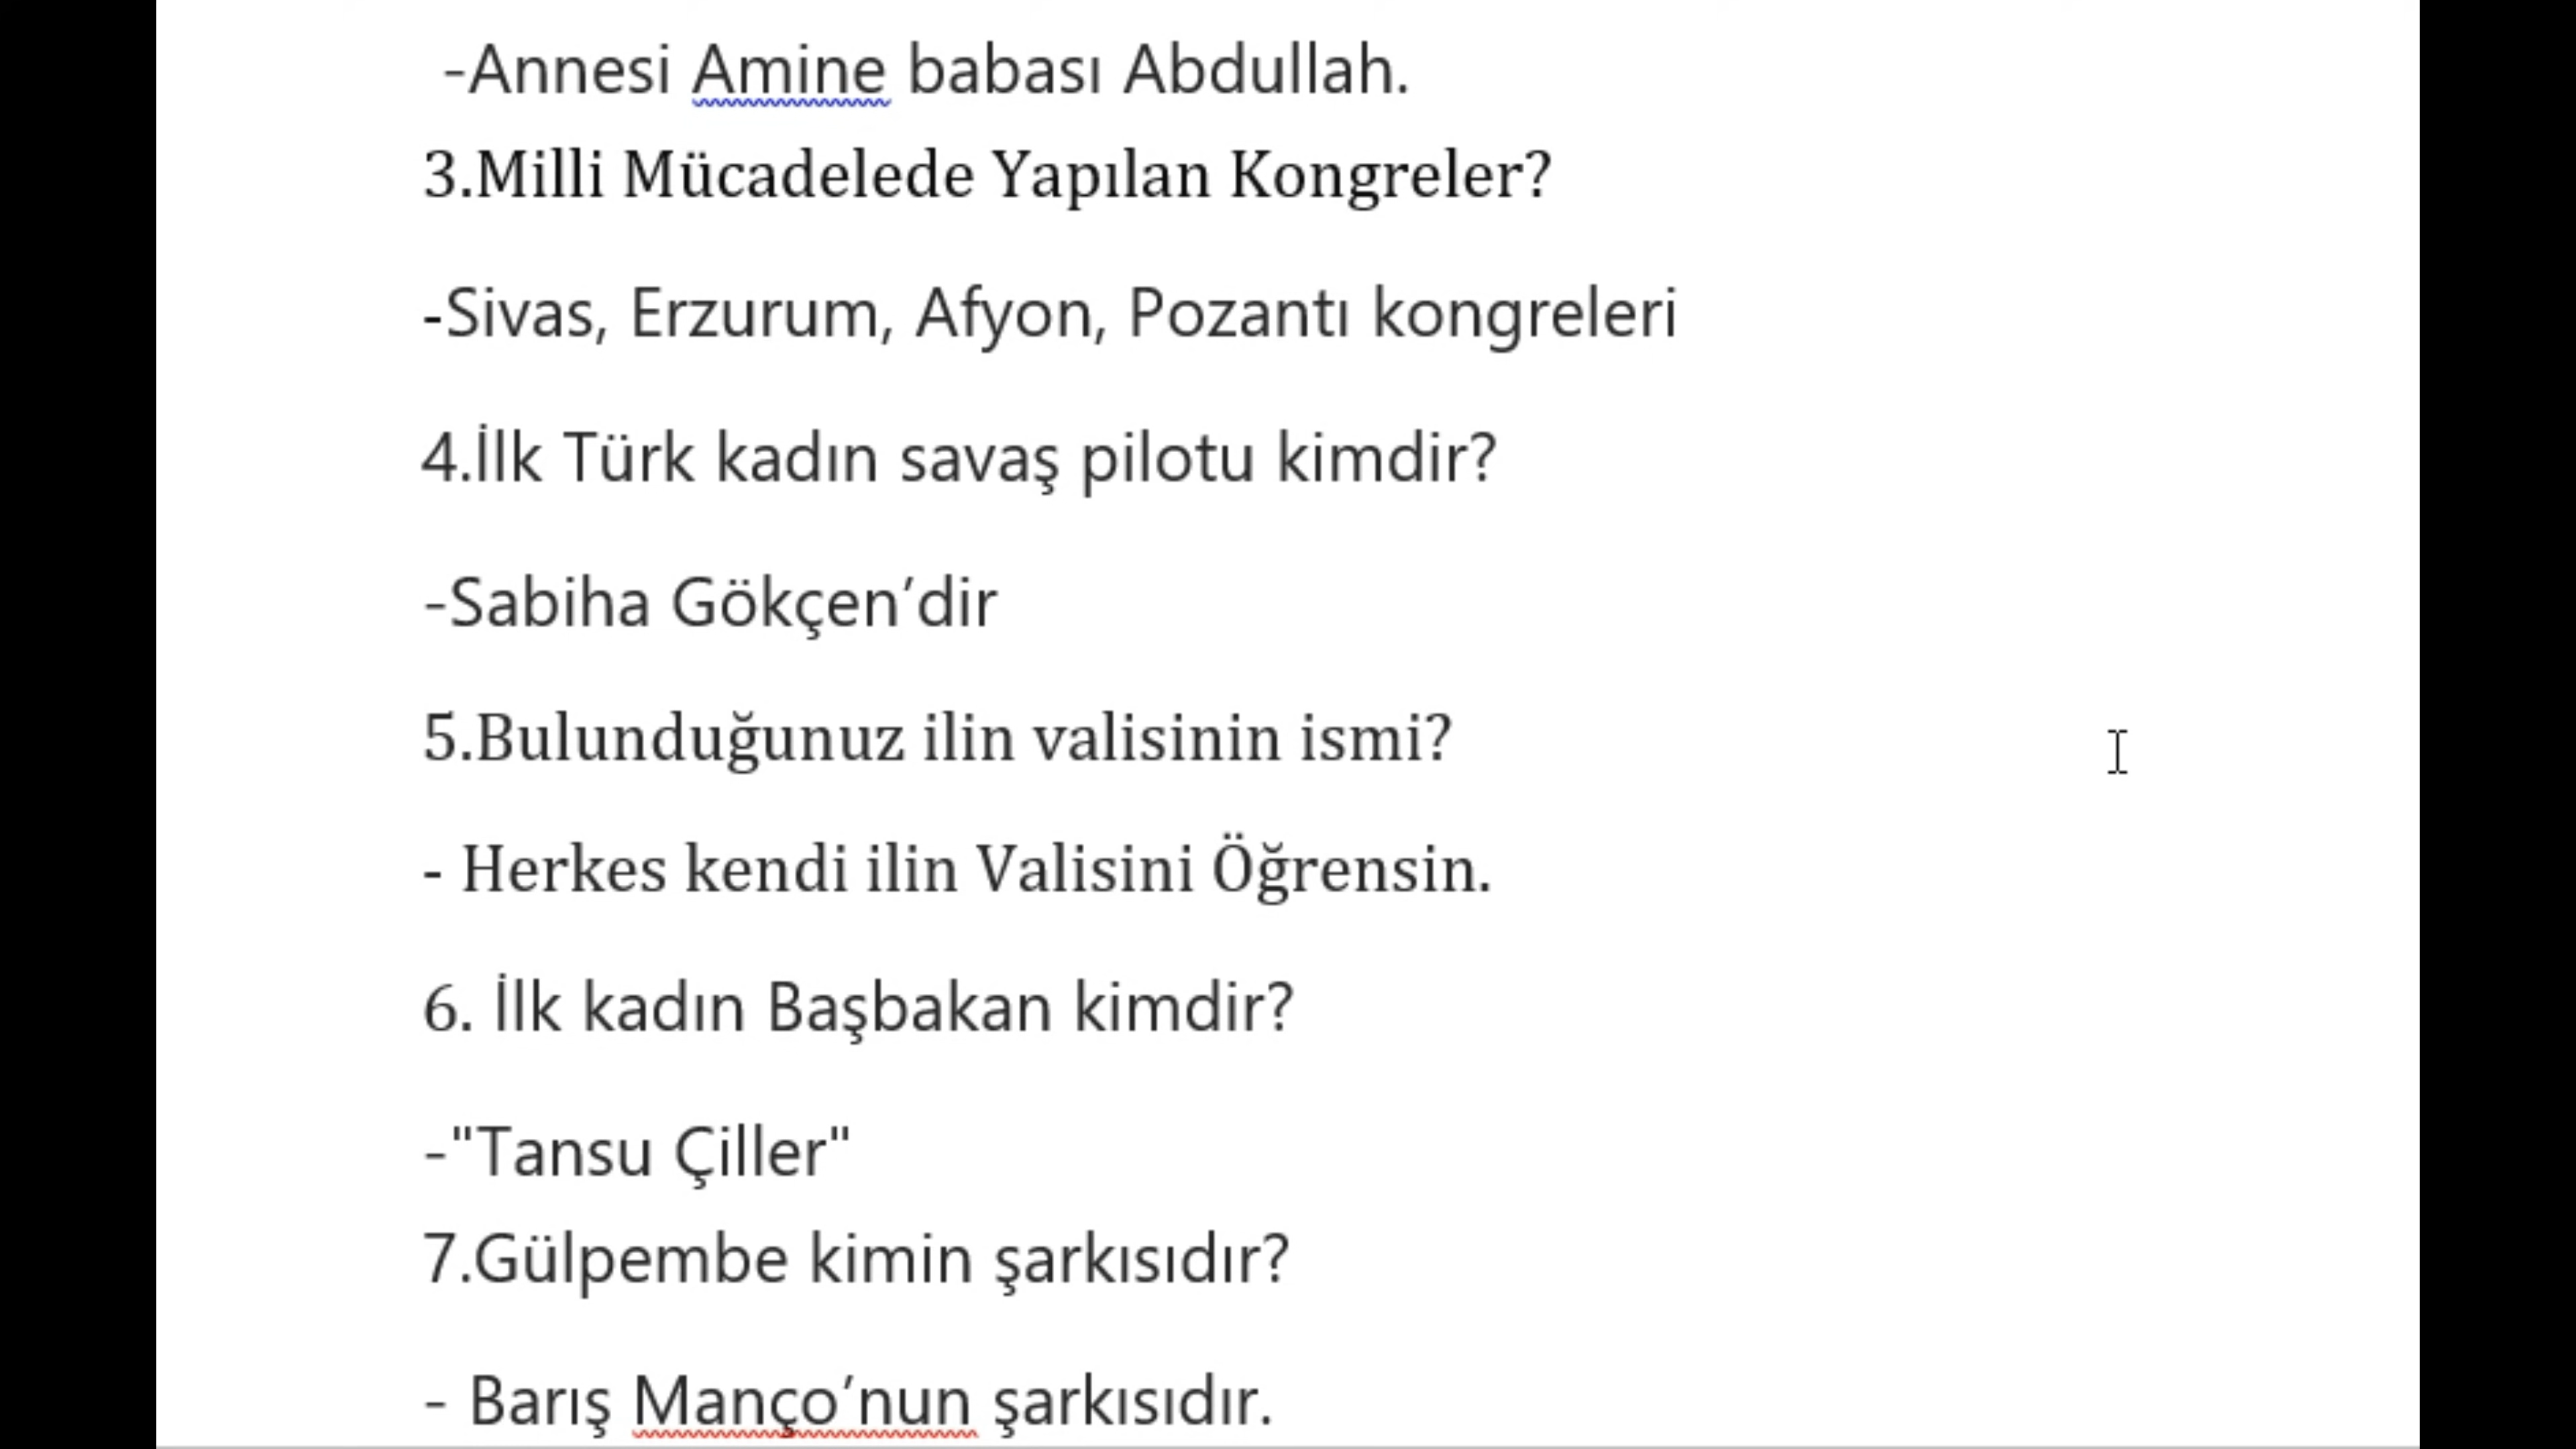 -Annesi Amine babası Abdullah.
3.Milli Mücadelede Yapılan Kongreler?
-Sivas, Erzurum, Afyon, Pozantı kongreleri
4.İlk Türk kadın savaş pilotu kimdir?
-Sabiha Gökçen’dir
5.Bulunduğunuz ilin valisinin ismi?
- Herkes kendi ilin Valisini Öğrensin.
6. İlk kadın Başbakan kimdir?
-"Tansu Çiller"
7.Gülpembe kimin şarkısıdır?
- Barış Manço’nun şarkısıdır.